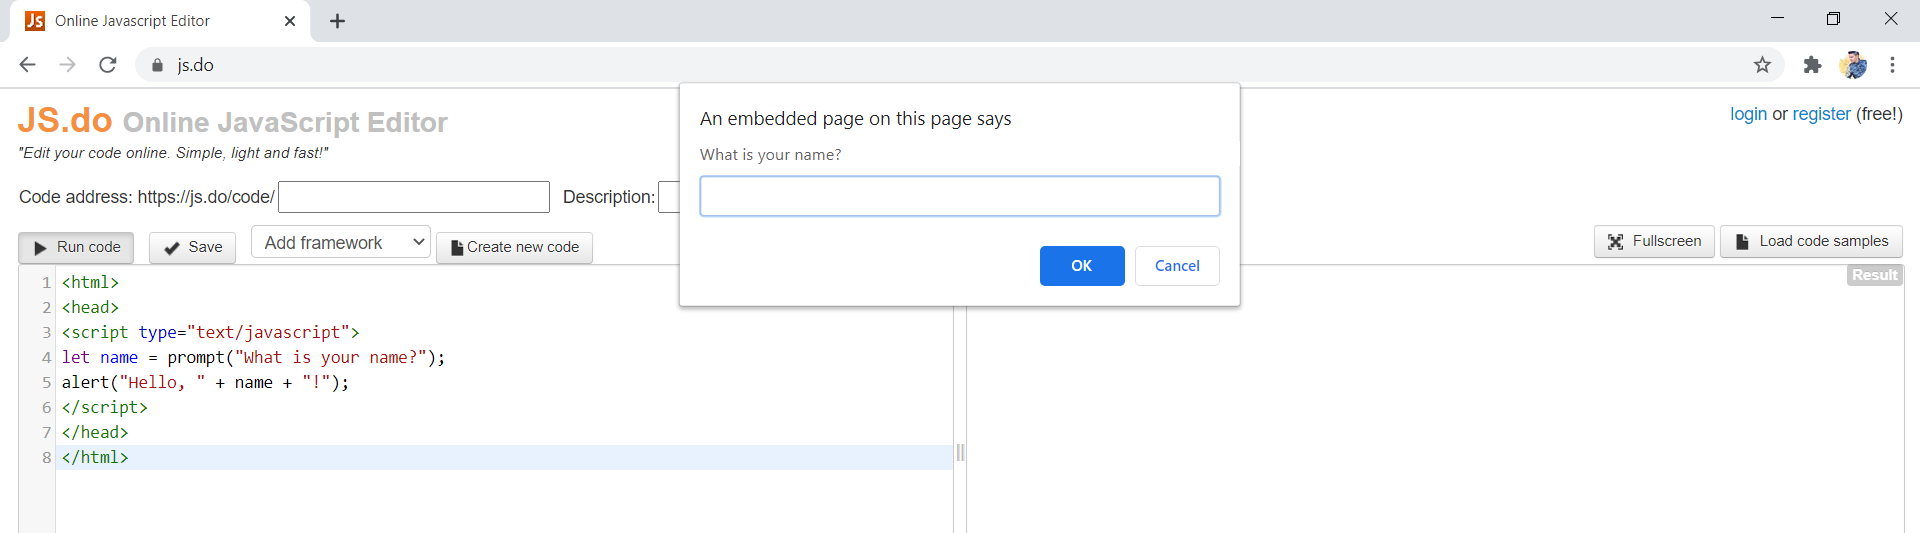 Online Javascript Editor
js.do
An embedded page on this page says
What is your name?
OK Cancel
JS.do Online JavaScript Editor
login or register (free!)
"Edit your code online. Simple, light and fast!"
Code address: https://js.do/code/ Description:
Run code Save Add framework Create new code Fullscreen Load code samples
Result
1 <html>
2 <head>
3 <script type="text/javascript">
4 let name = prompt("What is your name?");
5 alert("Hello, " + name + "!");
6 </script>
7 </head>
8 </html>